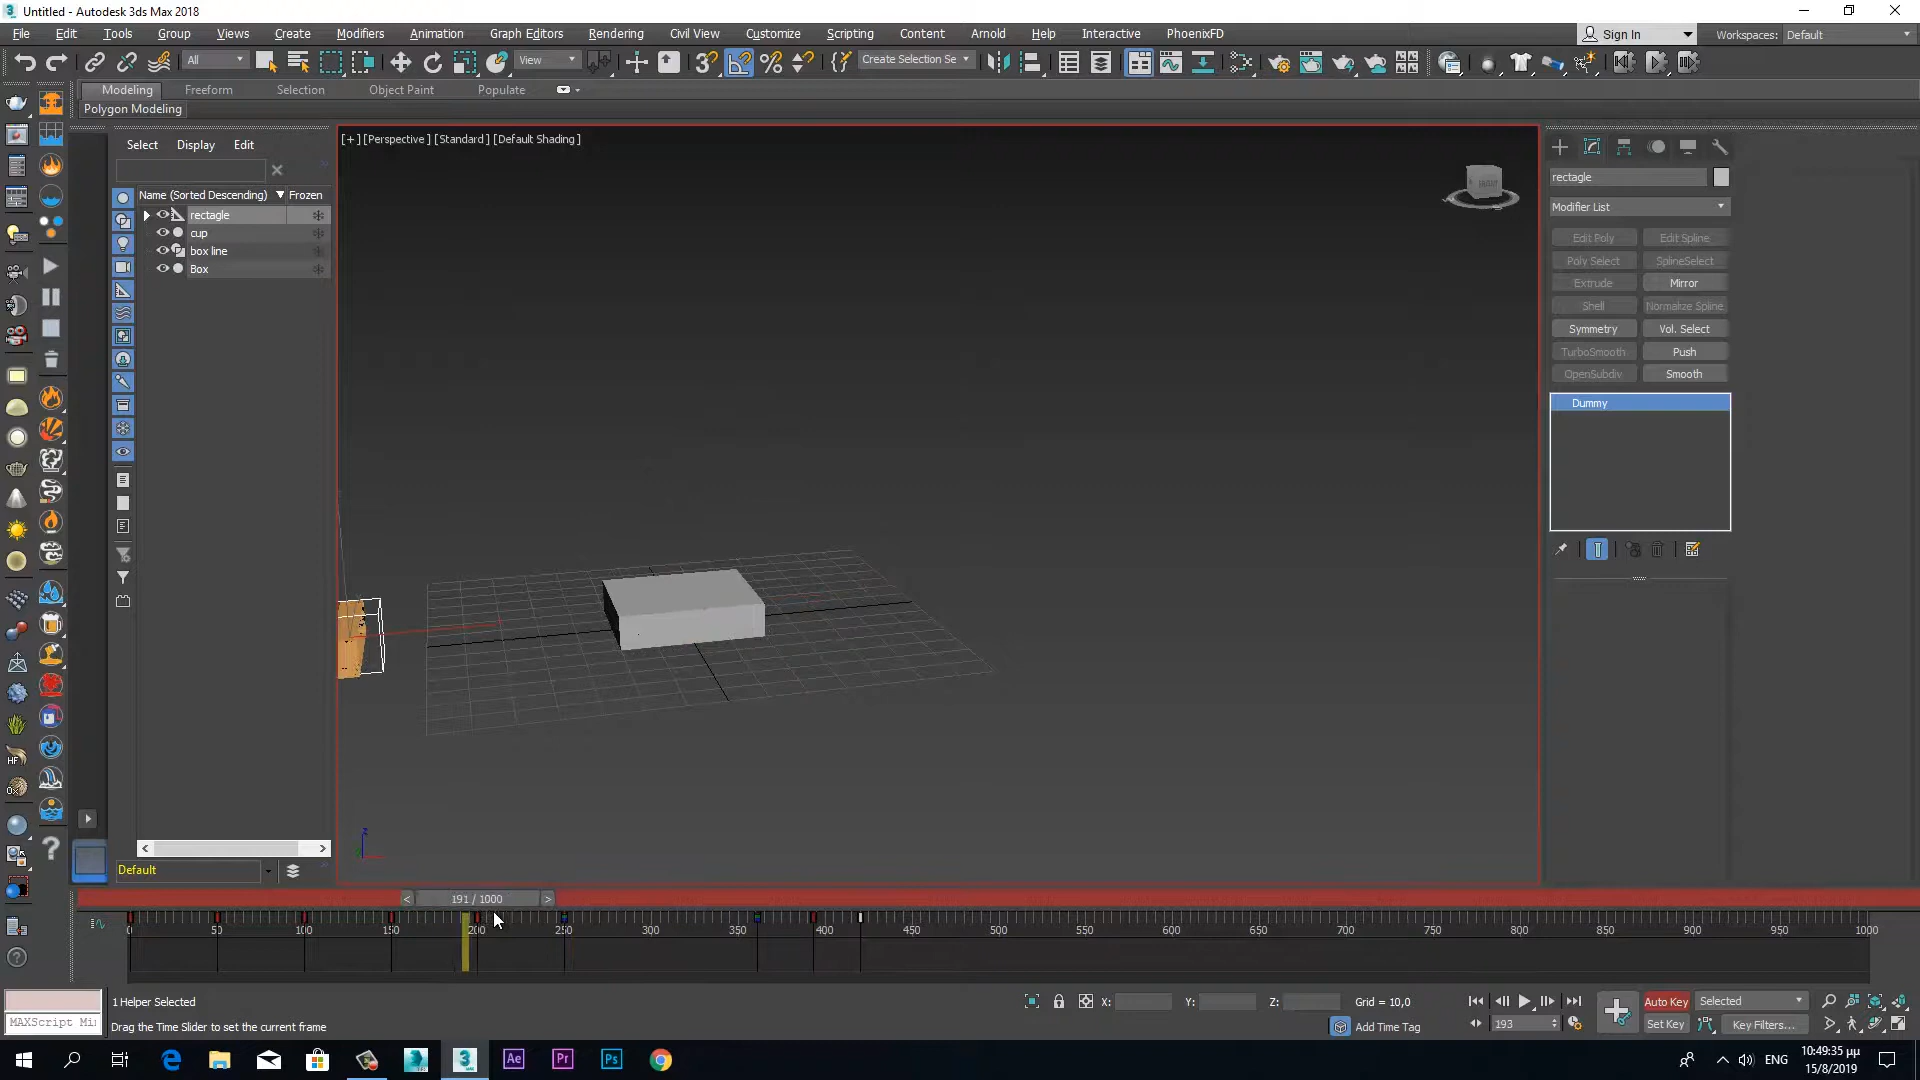 Untitled - Autodesk 3ds Max 2018
File Edit Tools Group Views Create Modifiers Animation Graph Editors Rendering Civil View Customize Scripting Content Arnold Help Interactive PhoenixFD Sign In Workspaces: Default
All View Create Selection Se
Modeling Freeform Selection Object Paint Populate
Polygon Modeling
Select Display Edit
[+] [Perspective ] [Standard ] [Default Shading ]
Name (Sorted Descending) Frozen
rectagle
cup
box line
Box
rectagle
Modifier List
Edit Poly Edit Spline
Poly Select SplineSelect
Extrude Mirror
Shell Normalize Spline
Symmetry Vol. Select
TurboSmooth Push
OpenSubdiv Smooth
Dummy
z
Default
< 191 / 1000 >
0 50 100 150 200 250 300 350 400 450 500 550 600 650 700 750 800 850 900 950 1000
1 Helper Selected X: Y: Z: Grid = 10,0 Auto Key Selected
MAXScript Mi Drag the Time Slider to set the current frame Add Time Tag 193 Set Key Key Filters...
Ae Pr Ps ENG 10:49:35 μμ
15/8/2019